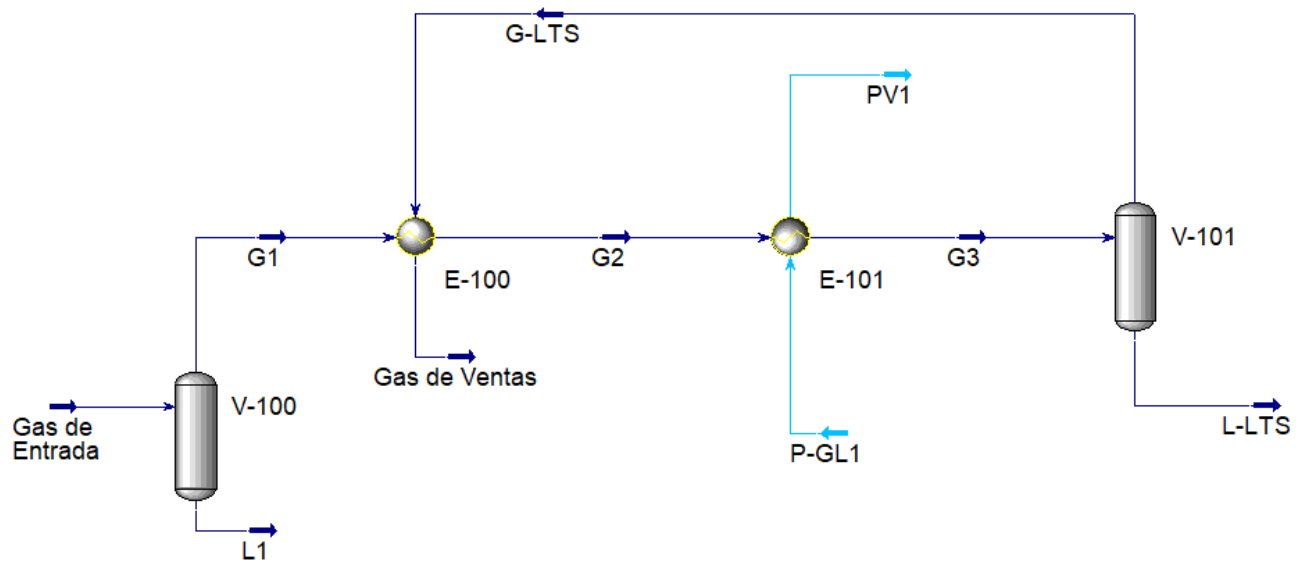 G-LTS
PV1
G1
G2
G3
V-101
E-100
E-101
Gas de Ventas
V-100
Gas de
Entrada
P-GL1
L-LTS
L1